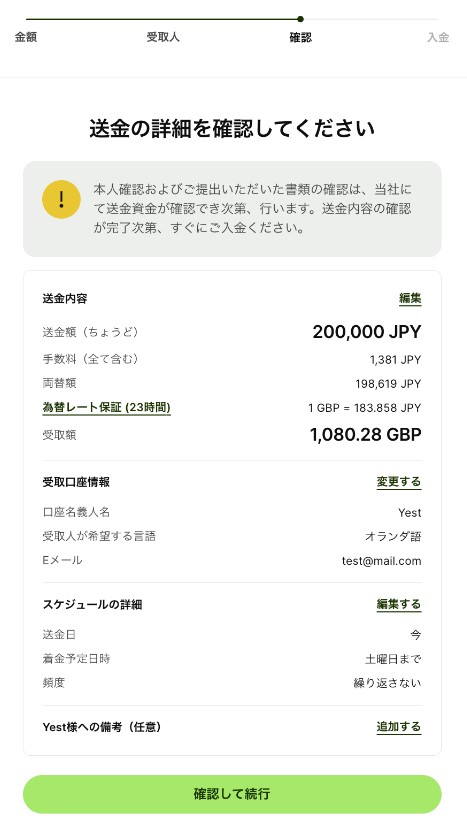 金額 受取人 確認 入金
送金の詳細を確認してください
!
本人確認およびご提出いただいた書類の確認は、当社に
て送金資金が確認でき次第、行います。送金内容の確認
が完了次第、すぐにご入金ください。
送金内容 編集
送金額（ちょうど） 200,000 JPY
手数料（全て含む） 1,381 JPY
両替額 198,619 JPY
為替レート保証 (23時間) 1 GBP = 183.858 JPY
受取額 1,080.28 GBP
受取口座情報 変更する
口座名義人名 Yest
受取人が希望する言語 オランダ語
Eメール test@mail.com
スケジュールの詳細 編集する
送金日 今
着金予定日時 土曜日まで
頻度 繰り返さない
Yest様への備考（任意） 追加する
確認して続行